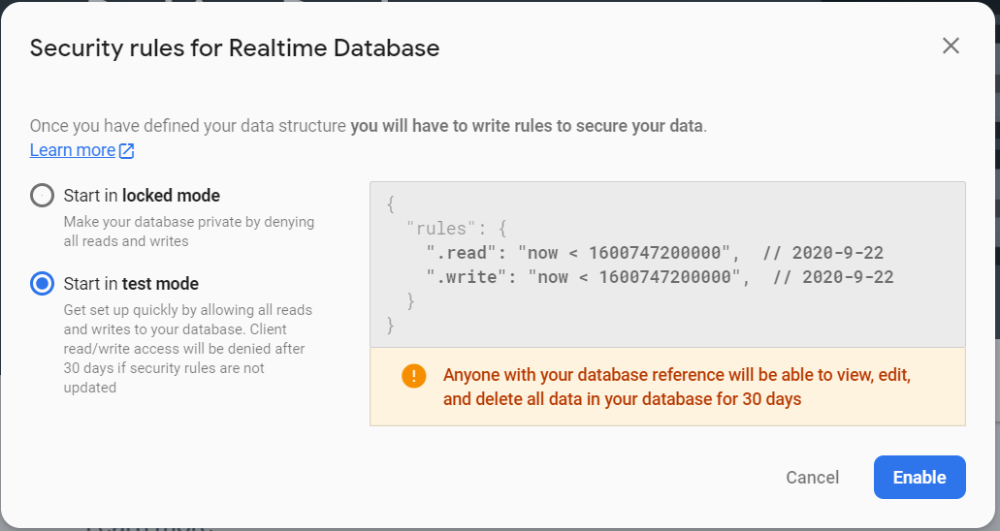 Security rules for Realtime Database
Once you have defined your data structure you will have to write rules to secure your data.
Learn more
Start in locked mode
Make your database private by denying
all reads and writes
Start in test mode
Get set up quickly by allowing all reads
and writes to your database. Client
read/write access will be denied after
30 days if security rules are not
updated
{
"rules": {
".read": "now < 1600747200000",  // 2020-9-22
".write": "now < 1600747200000",  // 2020-9-22
}
}
Anyone with your database reference will be able to view, edit,
and delete all data in your database for 30 days
Cancel
Enable